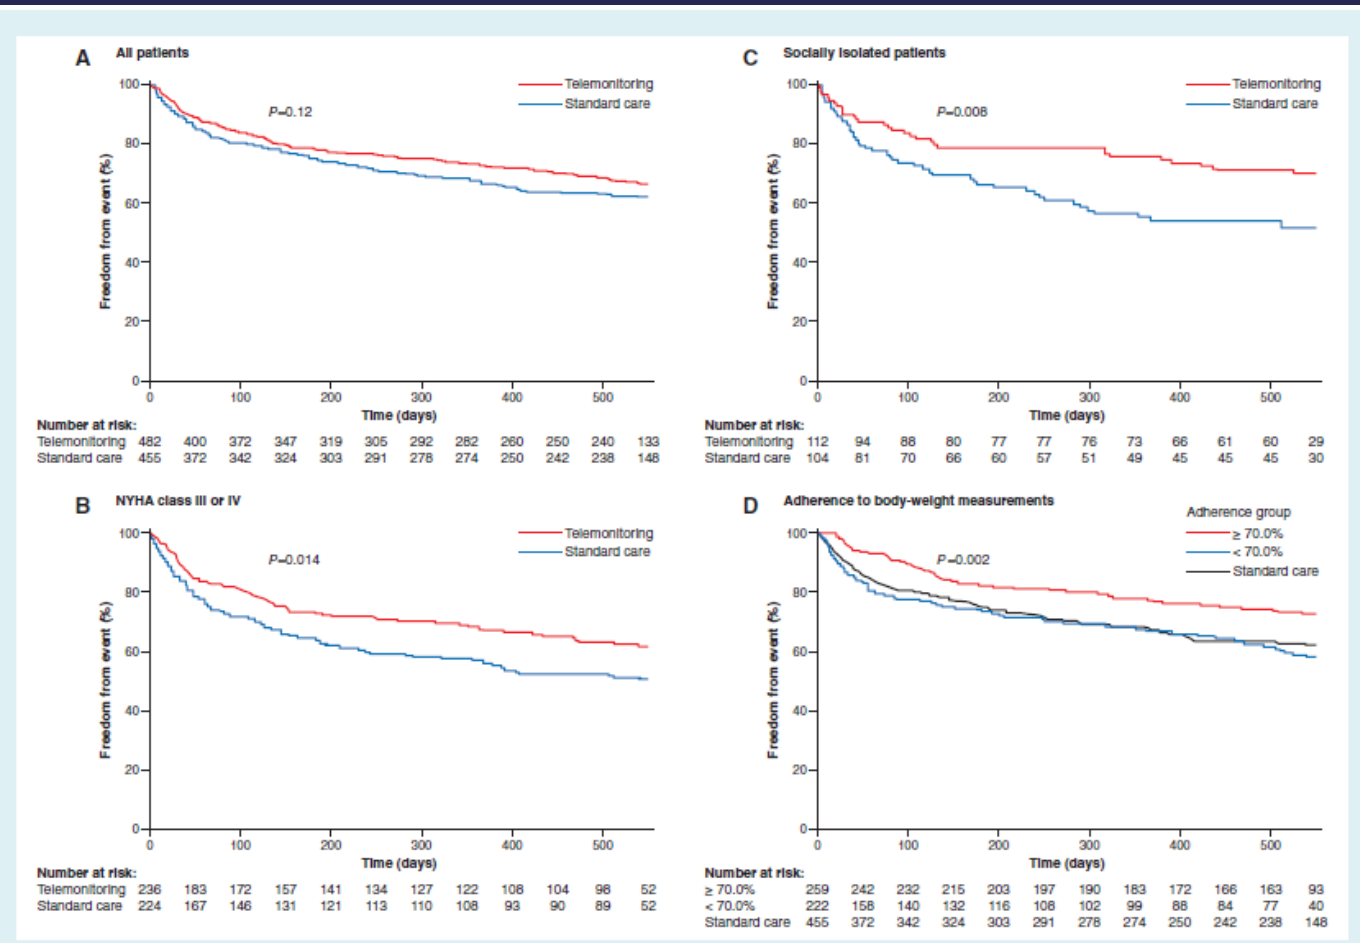 A All patients
100
80
60
40
20
0
Freedom from event (%)
P=0.12
Telemonitoring
Standard care
0 100 200 300 400 500
Time (days)
Number at risk:
Telemonitoring 482 400 372 347 319 305 292 282 260 250 240 133
Standard care 455 372 342 324 303 291 278 274 250 242 238 148
C Socially isolated patients
100
80
60
40
20
0
Freedom from event (%)
P=0.008
Telemonitoring
Standard care
0 100 200 300 400 500
Time (days)
Number at risk:
Telemonitoring 112 94 88 80 77 77 76 73 66 61 60 29
Standard care 104 81 70 66 60 57 51 49 45 45 45 30
B NYHA class III or IV
100
80
60
40
20
0
Freedom from event (%)
P=0.014
Telemonitoring
Standard care
0 100 200 300 400 500
Time (days)
Number at risk:
Telemonitoring 236 183 172 157 141 134 127 122 108 104 98 52
Standard care 224 167 146 131 121 113 110 108 93 90 89 52
D Adherence to body-weight measurements
100
80
60
40
20
0
Freedom from event (%)
P=0.002
Adherence group
≥ 70.0%
< 70.0%
Standard care
0 100 200 300 400 500
Time (days)
Number at risk:
≥ 70.0% 259 242 232 215 203 197 190 183 172 166 163 93
< 70.0% 222 158 140 132 116 108 102 99 88 84 77 40
Standard care 455 372 342 324 303 291 278 274 250 242 238 148